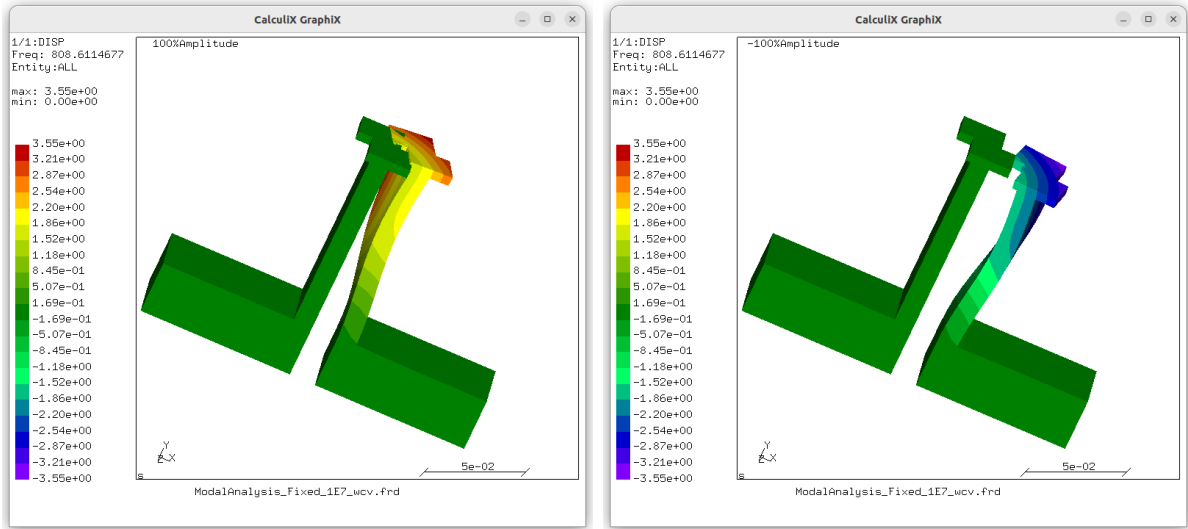 CalculiX GraphiX
1/1:DISP
Freq: 808.6114677
Entity:ALL
max: 3.55e+00
min: 0.00e+00
100%Amplitude
3.55e+00
3.21e+00
2.87e+00
2.54e+00
2.20e+00
1.86e+00
1.52e+00
1.18e+00
8.45e-01
5.07e-01
1.69e-01
-1.69e-01
-5.07e-01
-8.45e-01
-1.18e+00
-1.52e+00
-1.86e+00
-2.20e+00
-2.54e+00
-2.87e+00
-3.21e+00
-3.55e+00
Y
Z X
s
5e-02
ModalAnalysis_Fixed_1E7_wcv.frd
CalculiX GraphiX
1/1:DISP
Freq: 808.6114677
Entity:ALL
max: 3.55e+00
min: 0.00e+00
-100%Amplitude
3.55e+00
3.21e+00
2.87e+00
2.54e+00
2.20e+00
1.86e+00
1.52e+00
1.18e+00
8.45e-01
5.07e-01
1.69e-01
-1.69e-01
-5.07e-01
-8.45e-01
-1.18e+00
-1.52e+00
-1.86e+00
-2.20e+00
-2.54e+00
-2.87e+00
-3.21e+00
-3.55e+00
Y
Z X
s
5e-02
ModalAnalysis_Fixed_1E7_wcv.frd